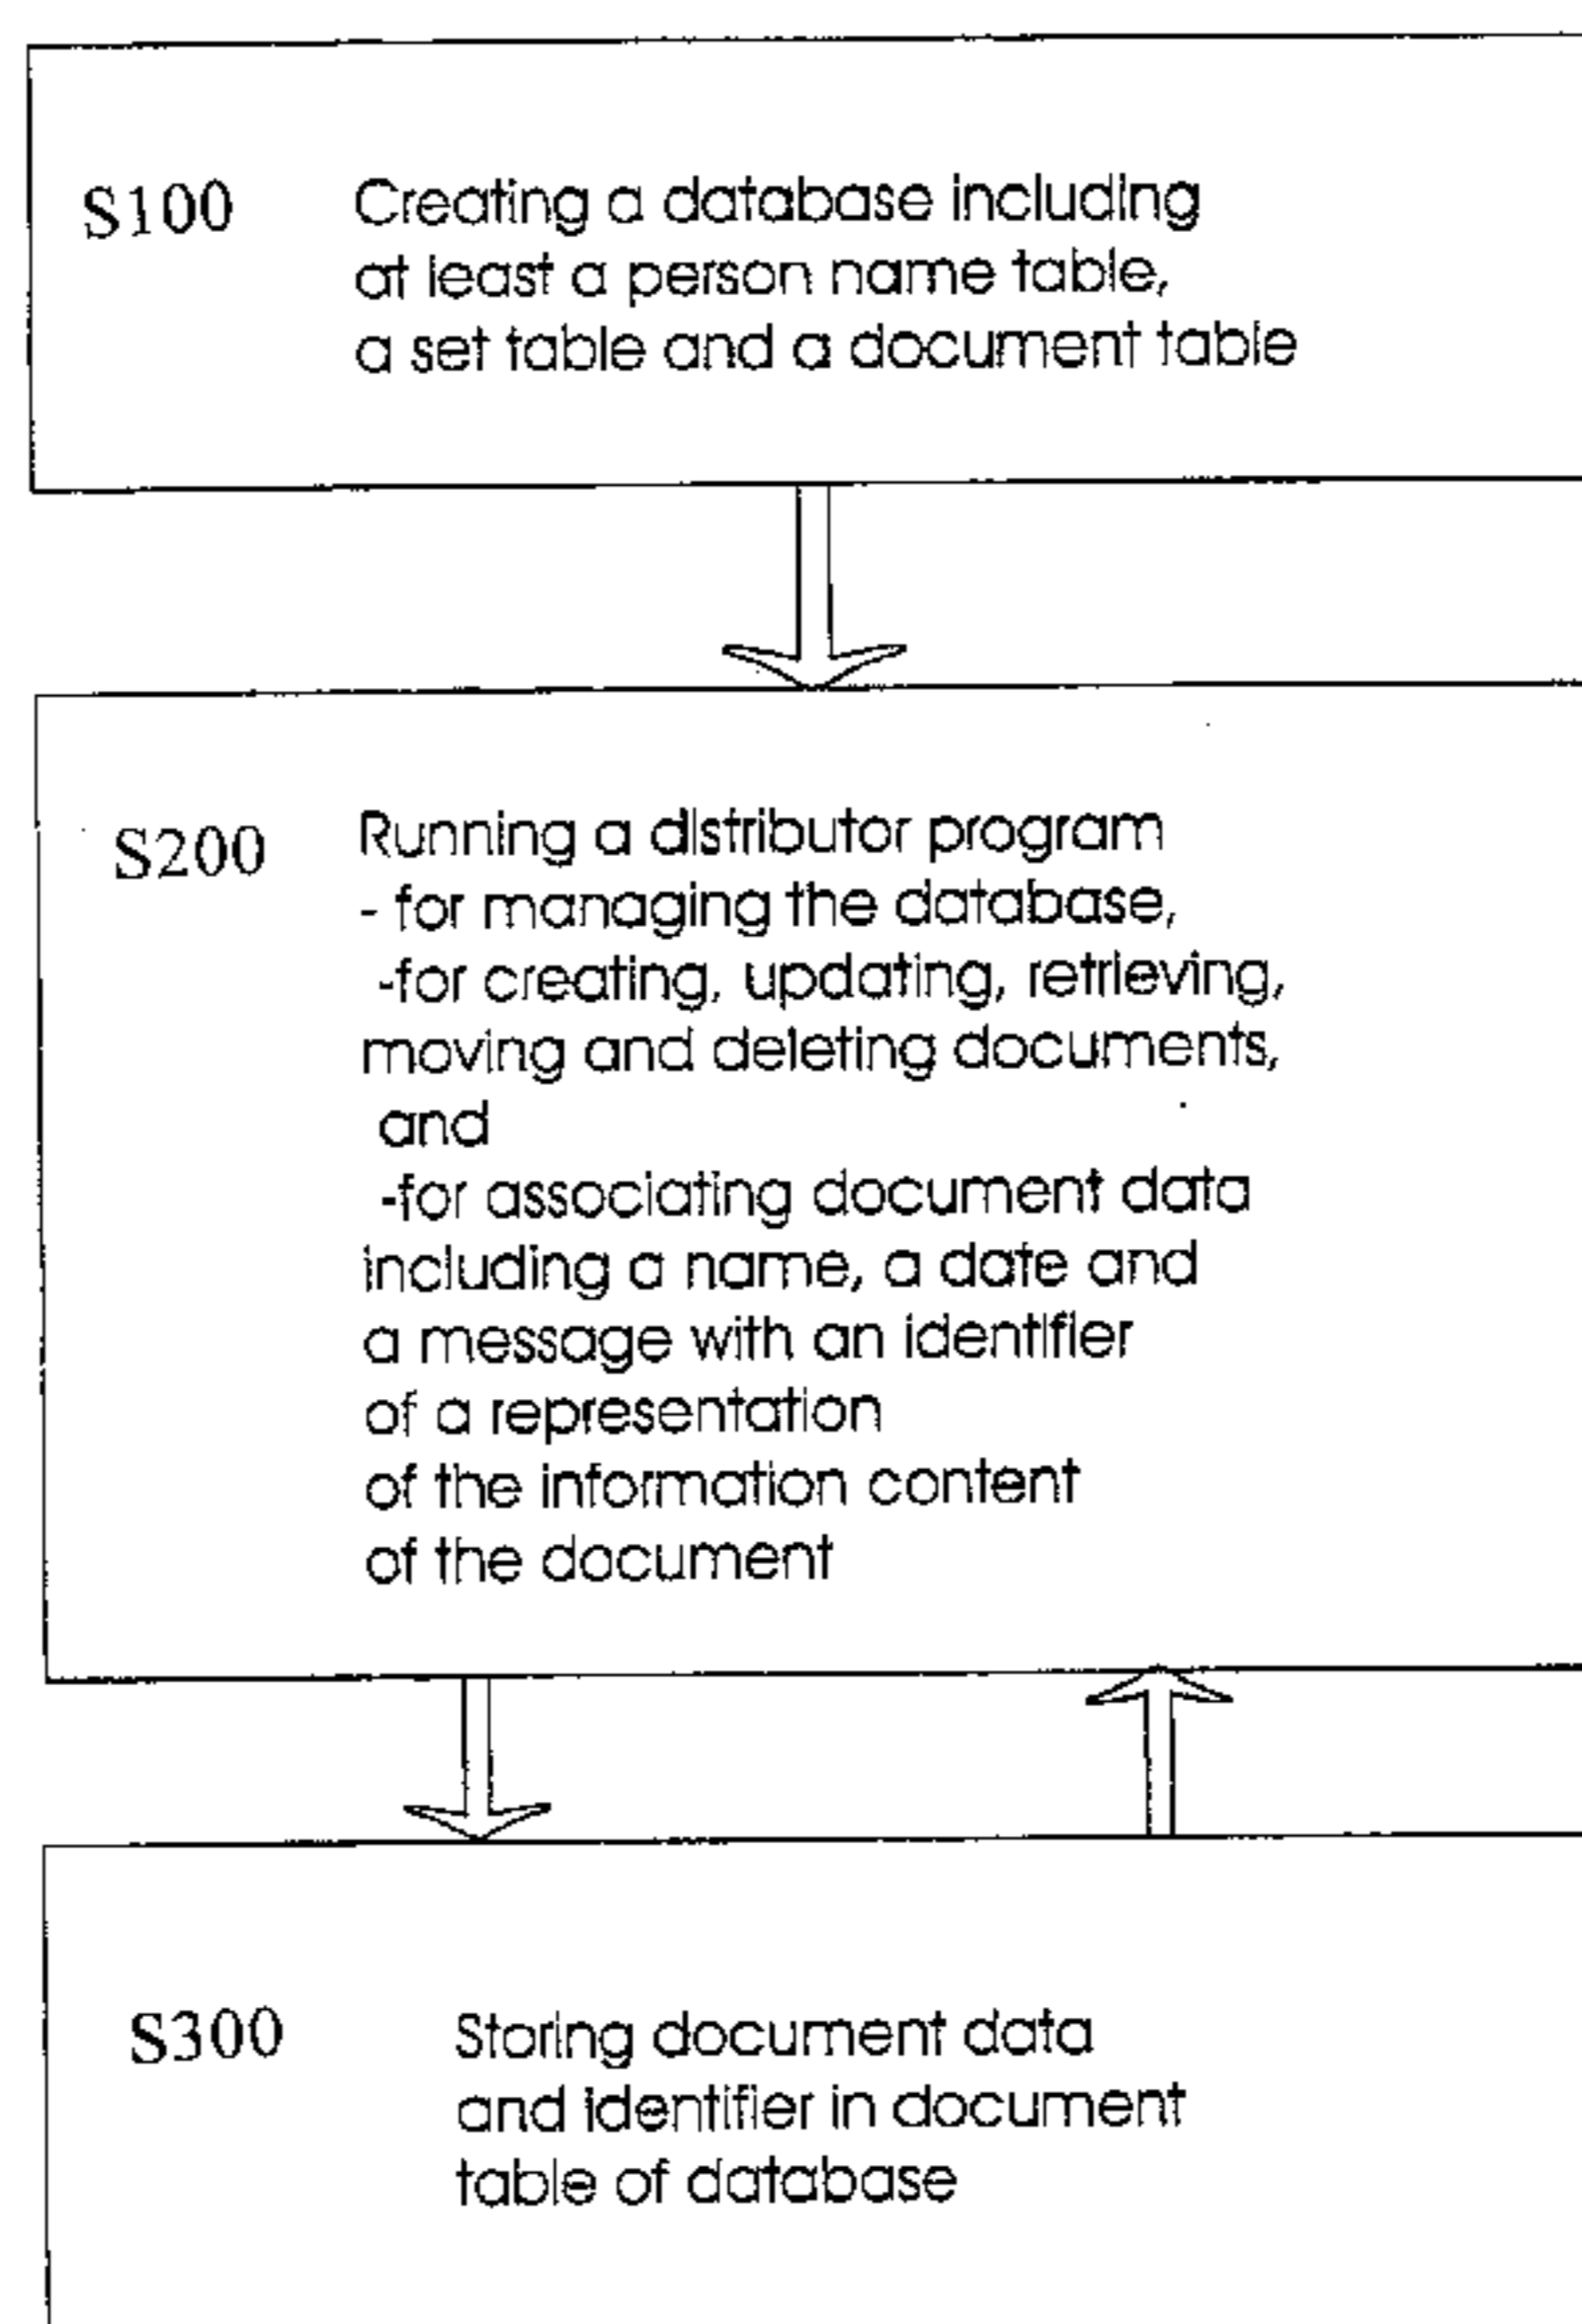 S100 Creating a database including
at least a person name table,
a set table and a document table
S200 Running a distributor program
- for managing the database,
-for creating, updating, retrieving,
moving and deleting documents,
and
-for associating document data
including a name, a date and
a message with an identifier
of a representation
of the information content
of the document
S300 Storing document data
and identifier in document
table of database